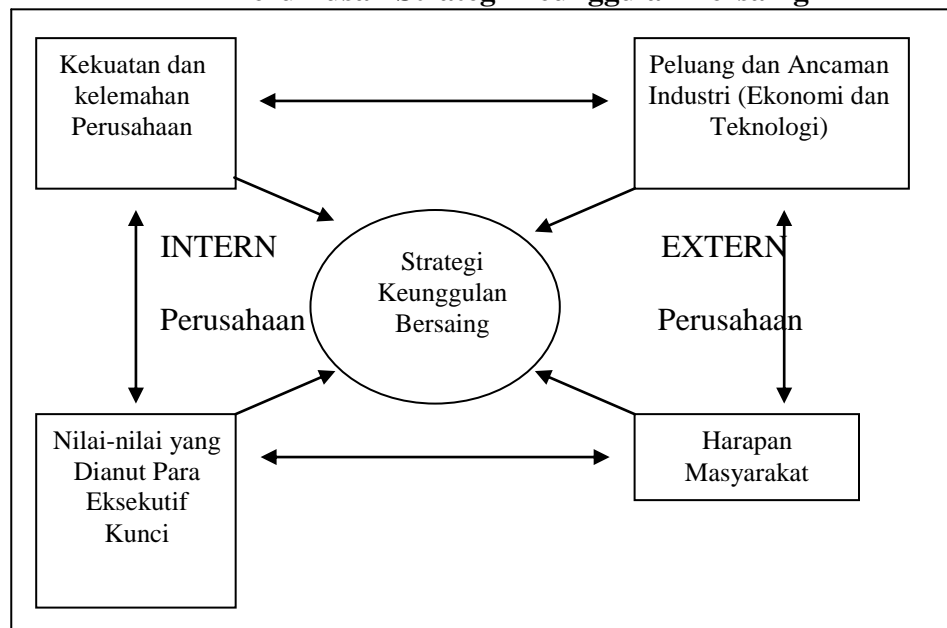 Kekuatan dan
kelemahan
Perusahaan
Peluang dan Ancaman
Industri (Ekonomi dan
Teknologi)
INTERN
Perusahaan
Strategi
Keunggulan
Bersaing
EXTERN
Perusahaan
Nilai-nilai yang
Dianut Para
Eksekutif
Kunci
Harapan
Masyarakat